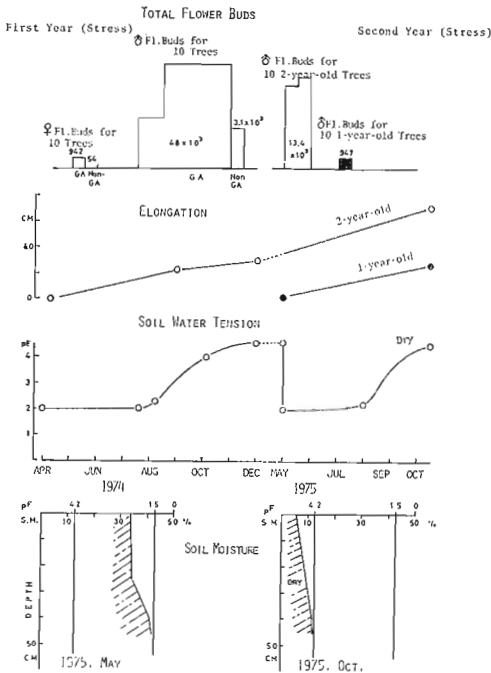 TOTAL FLOWER BUDS
First Year (Stress)
Second Year (Stress)
♂ Fl.Buds for
10 Trees
♂ Fl.Buds for
10 2-year-old Trees
♀ Fl.Buds for
10 Trees
♂Fl.Buds for
10 1-year-old Trees
942
54
GA Non-
GA
48 x 10³
GA
3,1 x 10³
Non
GA
13,4
x10³
949
ELONGATION
CM
40
0
2-year-old
1-year-old
SOIL WATER TENSION
pF
4
3
2
1
Dry
APR JUN AUG OCT DEC MAY JUL SEP OCT
1974 1975
pF 4 2 1 5 0
S.M. 10 30 50 %
pF 4 2 1 5 0
S.M 10 30 50 %
SOIL MOISTURE
DEPTH
DRY
50
CM
1975. MAY
50
CM
1975. OCT.